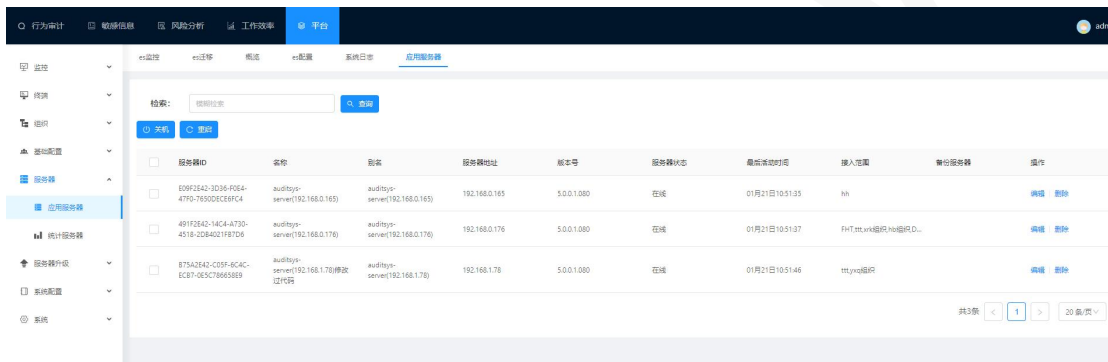 行为审计 敏感信息 风险分析 工作效率 平台 adm
es监控 es迁移 概览 es配置 系统日志 应用服务器
监控
终端
组织
基础配置
服务器
应用服务器
统计服务器
服务器升级
系统配置
系统
检索: 模糊检索 查询
关机 重启
服务器ID 名称 别名 服务器地址 版本号 服务器状态 最后活动时间 接入范围 备份服务器 操作
E09F2E42-3D36-F0E4-47F0-7650DECE6FC4 auditsys-server(192.168.0.165) auditsys-server(192.168.0.165) 192.168.0.165 5.0.0.1.080 在线 01月21日10:51:35 hh 编辑 删除
491F2E42-14C4-A730-4518-2DB4021FB7D6 auditsys-server(192.168.0.176) auditsys-server(192.168.0.176) 192.168.0.176 5.0.0.1.080 在线 01月21日10:51:37 FHT,ttt,xrk组织,hb组织,D... 编辑 删除
B75A2E42-C05F-6C4C-ECB7-0E5C786658E9 auditsys-server(192.168.1.78)修改过代码 auditsys-server(192.168.1.78) 192.168.1.78 5.0.0.1.080 在线 01月21日10:51:46 ttt,yxq组织 编辑 删除
共3条 < 1 > 20 条/页